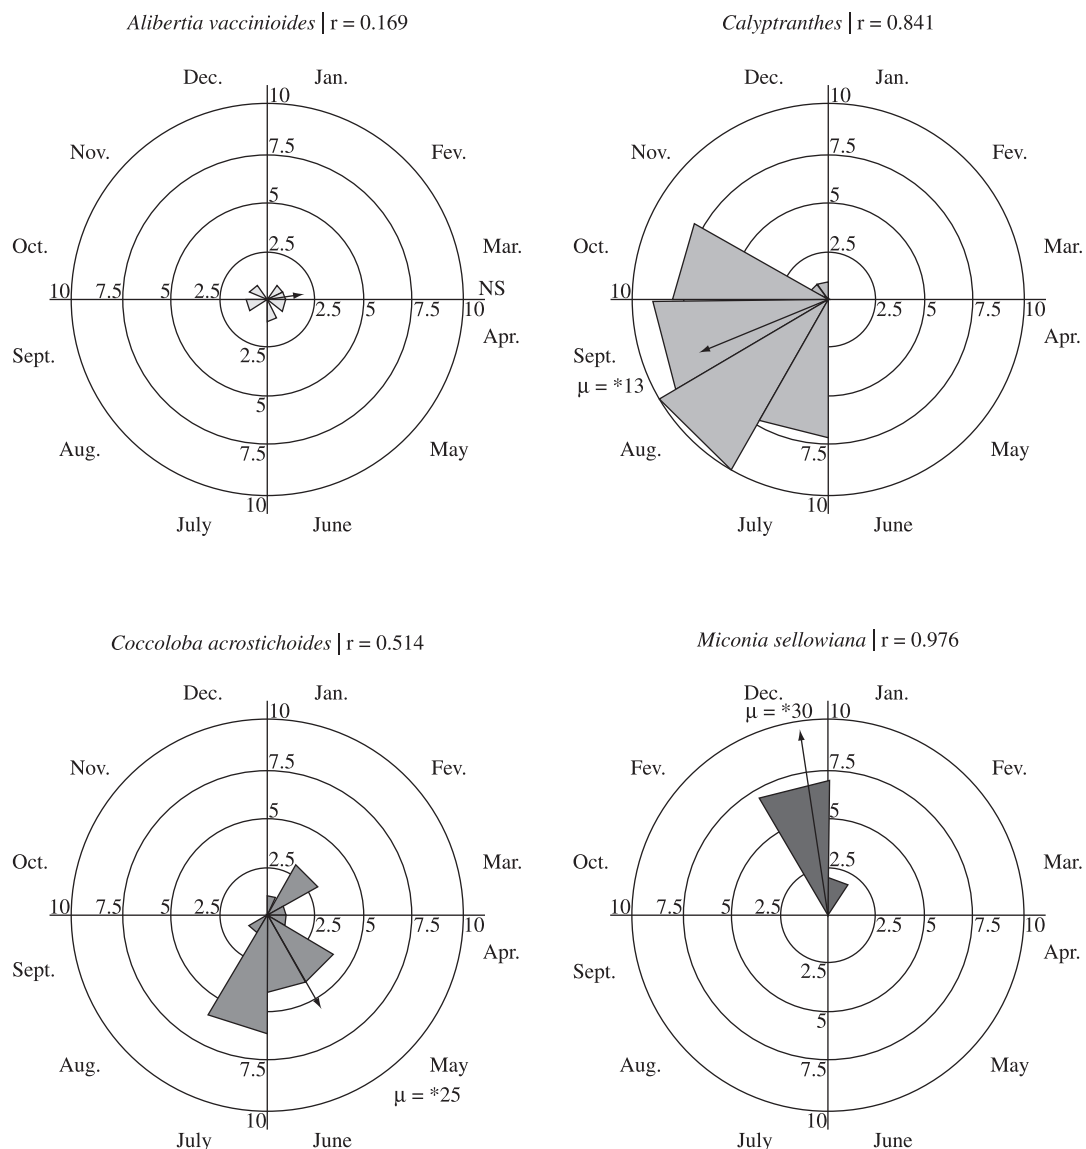 Alibertia vaccinioides | r = 0.169
Dec. Jan.
10
Nov. 7.5 Fev.
5
Oct. 2.5 Mar.
10 7.5 5 2.5 NS
2.5 5 7.5 10
Sept. Apr.
2.5
5
Aug. 7.5 May
10
July June
Calyptranthes | r = 0.841
Dec. Jan.
10
Nov. 7.5 Fev.
5
Oct. 2.5 Mar.
10
2.5 5 7.5 10
Sept. Apr.
μ = *13
Aug. 7.5 May
10
July June
Coccoloba acrostichoides | r = 0.514
Dec. Jan.
10
Nov. 7.5 Fev.
5
Oct. 2.5 Mar.
10 7.5 5 2.5
2.5 5 7.5 10
Sept. Apr.
Aug. 7.5 May
μ = *25
10
July June
Miconia sellowiana | r = 0.976
Dec. Jan.
μ = *30 10
Fev. 7.5 Fev.
5
Oct. 2.5 Mar.
10 7.5 5 2.5
2.5 5 7.5 10
Sept. Apr.
2.5
5
Aug. 7.5 May
10
July June